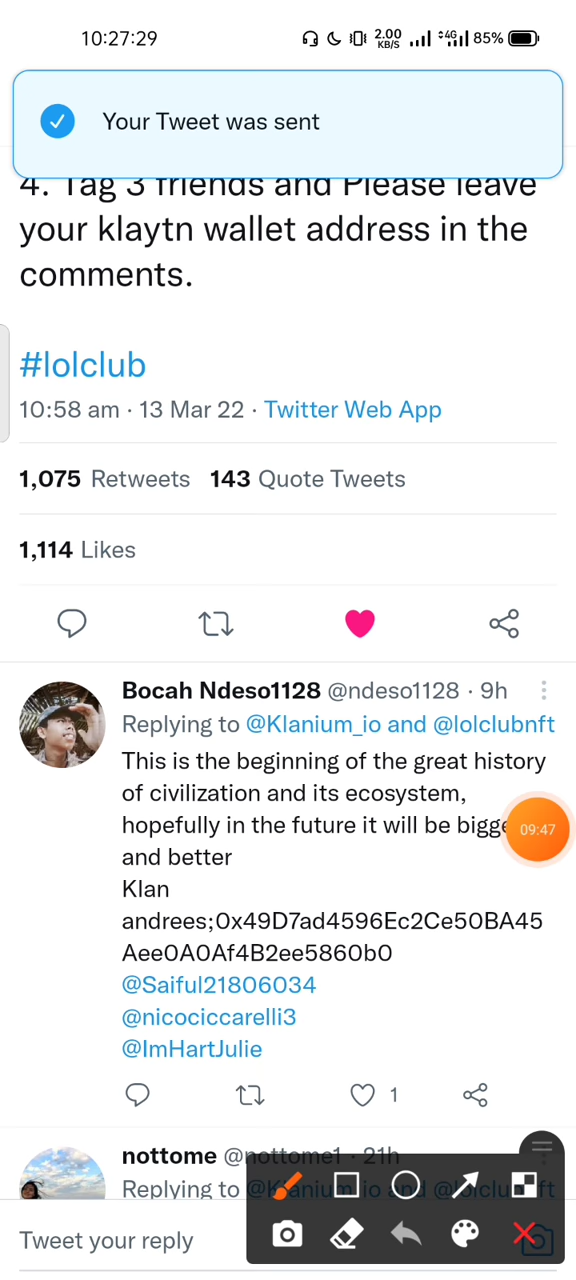 10:27:29
2.00 KB/S 4G 85%
Your Tweet was sent
4. Tag 3 friends and Please leave
your klaytn wallet address in the
comments.
#lolclub
10:58 am · 13 Mar 22 · Twitter Web App
1,075 Retweets 143 Quote Tweets
1,114 Likes
Bocah Ndeso1128 @ndeso1128 · 9h
Replying to @Klanium_io and @lolclubnft
This is the beginning of the great history
of civilization and its ecosystem,
hopefully in the future it will be bigge
09:47
and better
Klan
andrees;0x49D7ad4596Ec2Ce50BA45
Aee0A0Af4B2ee5860b0
@Saiful21806034
@nicociccarelli3
@ImHartJulie
1
nottome @nottome1 · 21h
Replying to @Klanium_io and @lolclubnft
Tweet your reply